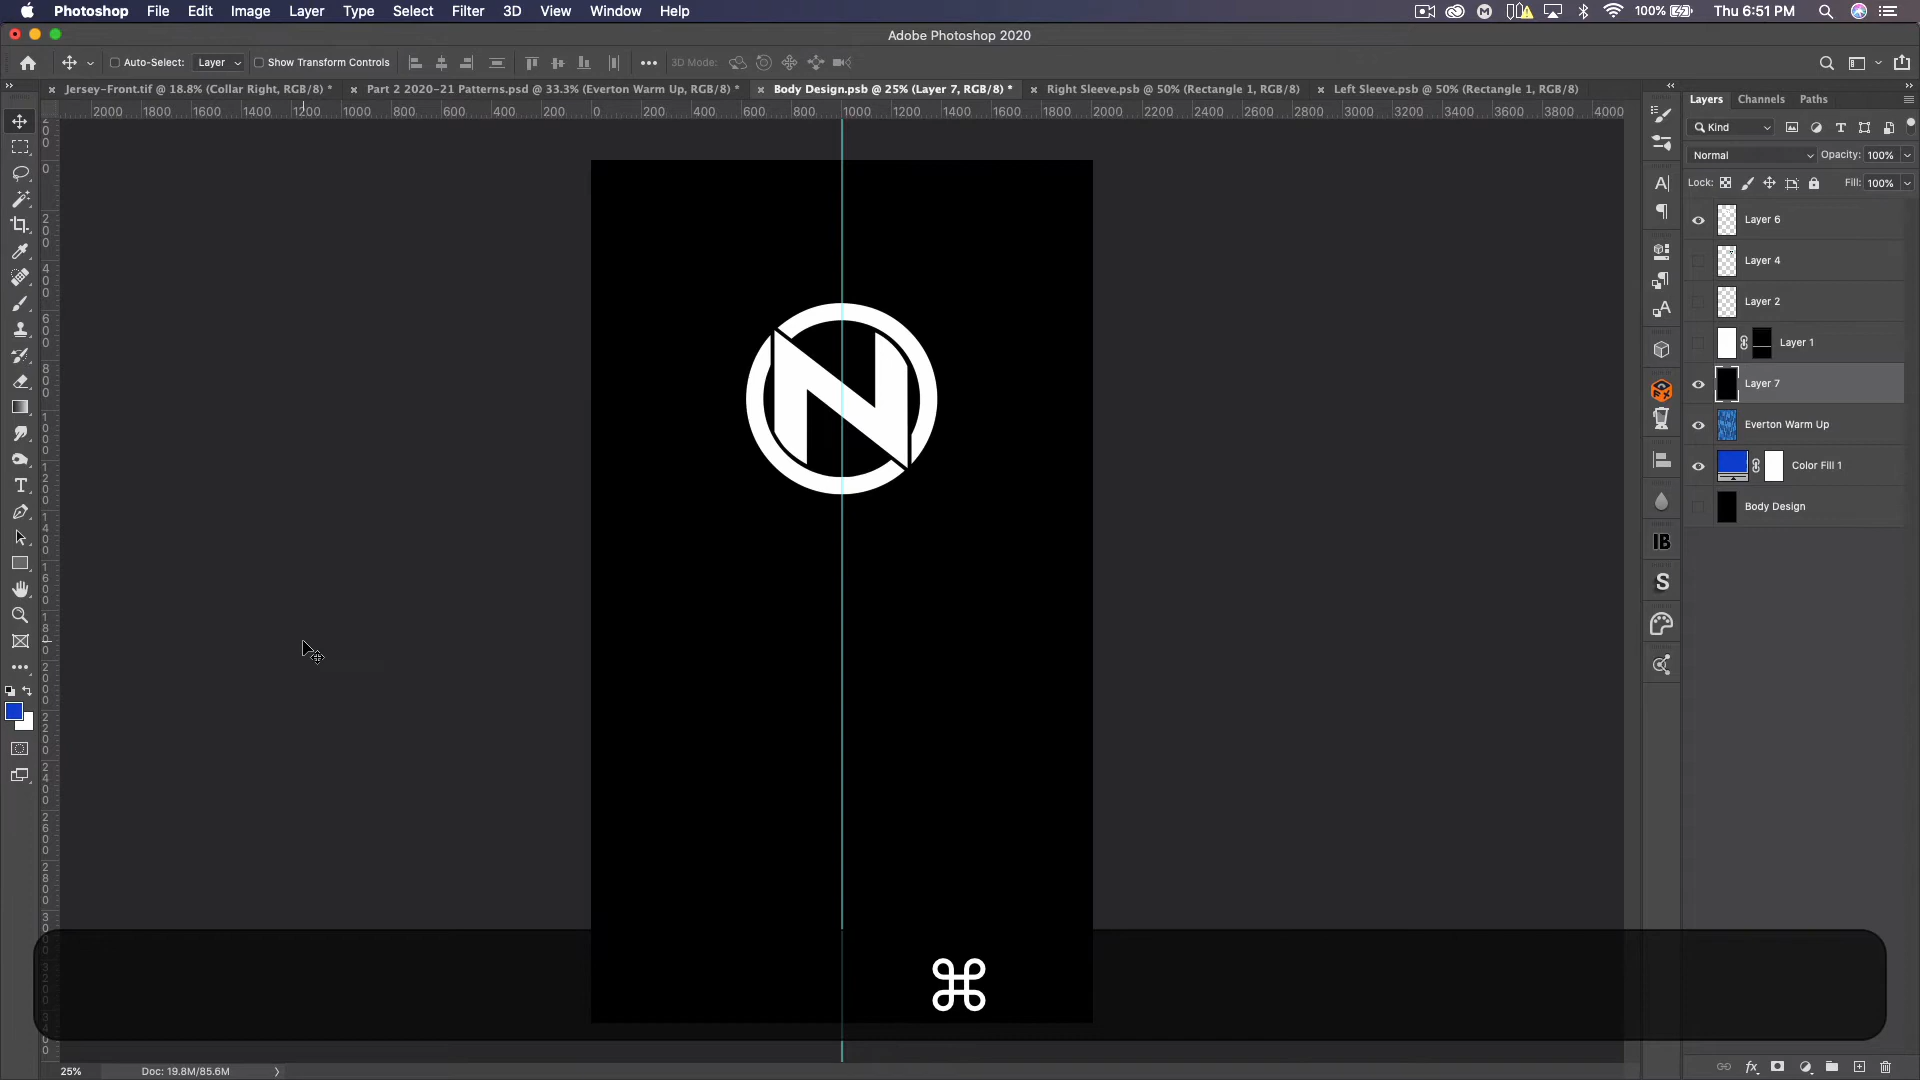 Photoshop File Edit Image Layer Type Select Filter 3D View Window Help 100% Thu 6:51 PM
Adobe Photoshop 2020
Auto-Select: Layer Show Transform Controls 3D Mode:
Jersey-Front.tif @ 18.8% (Collar Right, RGB/8) * Part 2 2020-21 Patterns.psd @ 33.3% (Everton Warm Up, RGB/8) * Body Design.psb @ 25% (Layer 7, RGB/8) * Right Sleeve.psb @ 50% (Rectangle 1, RGB/8) Left Sleeve.psb @ 50% (Rectangle 1, RGB/8)
2000 1800 1600 1400 1200 1000 800 600 400 200 0 200 400 600 800 1000 1200 1400 1600 1800 2000 2200 2400 2600 2800 3000 3200 3400 3600 3800 4000
Layers Channels Paths
Kind
Normal Opacity: 100%
Lock: Fill: 100%
Layer 6
Layer 4
Layer 2
Layer 1
Layer 7
Everton Warm Up
Color Fill 1
Body Design
N
⌘
25% Doc: 19.8M/85.6M